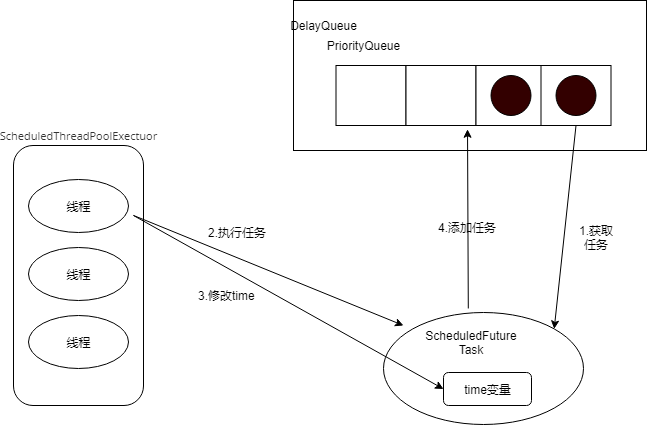 DelayQueue
PriorityQueue
ScheduledThreadPoolExectuor
线程
线程
线程
2.执行任务
3.修改time
4.添加任务
1.获取
任务
ScheduledFuture
Task
time变量